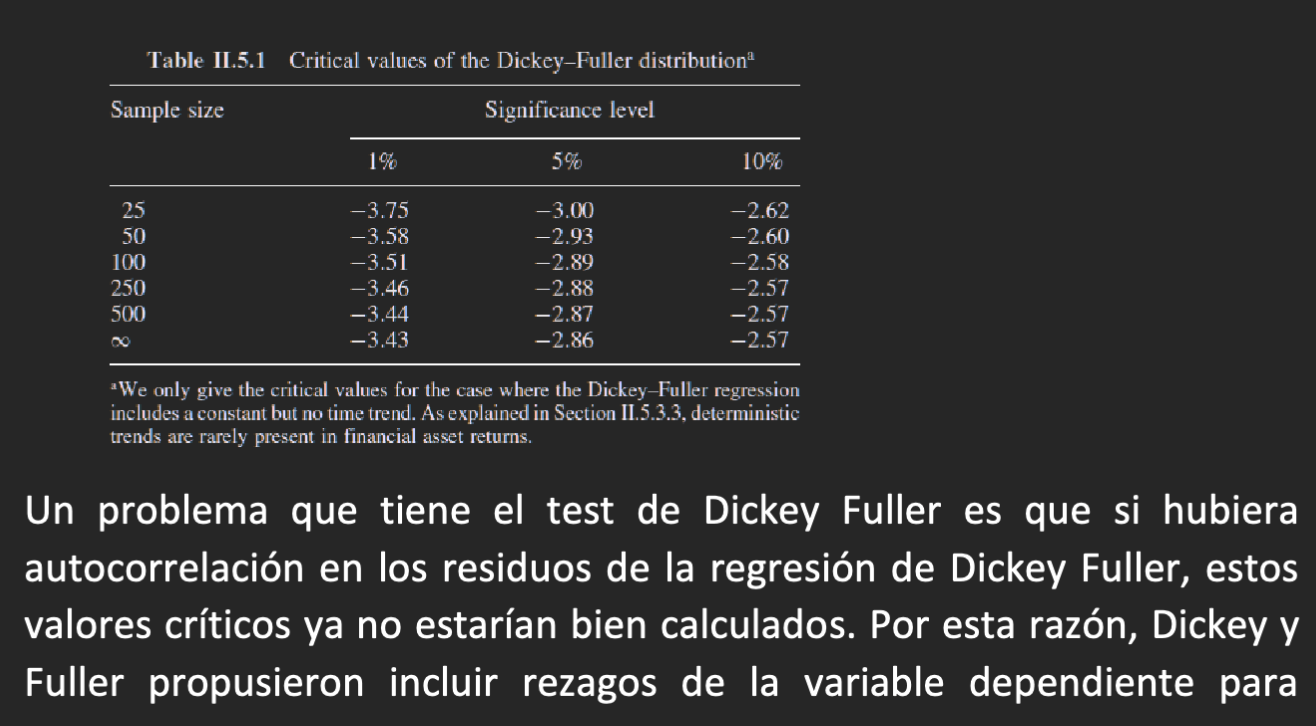 Table II.5.1 Critical values of the Dickey–Fuller distributionᵃ
Sample size Significance level
1% 5% 10%
25 −3.75 −3.00 −2.62
50 −3.58 −2.93 −2.60
100 −3.51 −2.89 −2.58
250 −3.46 −2.88 −2.57
500 −3.44 −2.87 −2.57
∞ −3.43 −2.86 −2.57
ᵃWe only give the critical values for the case where the Dickey–Fuller regression
includes a constant but no time trend. As explained in Section II.5.3.3, deterministic
trends are rarely present in financial asset returns.
Un problema que tiene el test de Dickey Fuller es que si hubiera
autocorrelación en los residuos de la regresión de Dickey Fuller, estos
valores críticos ya no estarían bien calculados. Por esta razón, Dickey y
Fuller propusieron incluir rezagos de la variable dependiente para